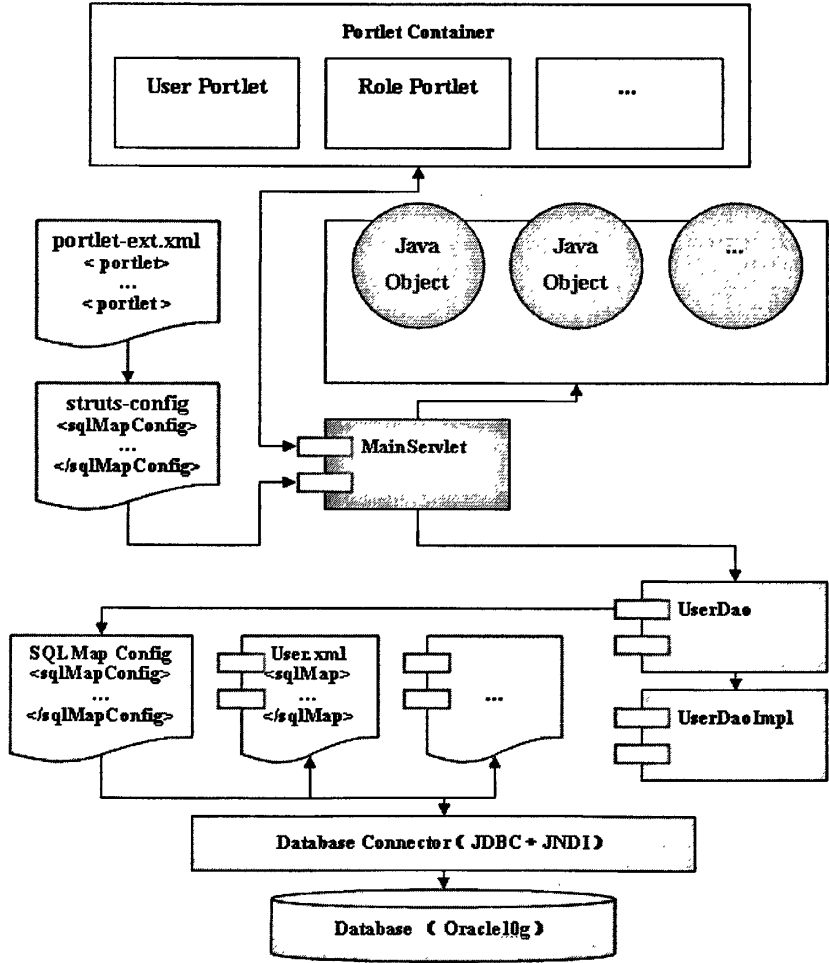 Portlet Container
User Portlet
Role Portlet
...
portlet-ext.xml
< portlet>
...
< portlet >
Java
Object
Java
Object
...
struts-config
<sqlMapConfig>
...
</sqlMapConfig>
MainServlet
UserDao
SQLMap Config
<sqlMapConfig>
...
</sqlMapConfig>
User.xml
<sqlMap>
...
</sqlMap>
...
UserDaoImpl
Database Connector ( JDBC + JNDI )
Database ( Oracle10g )